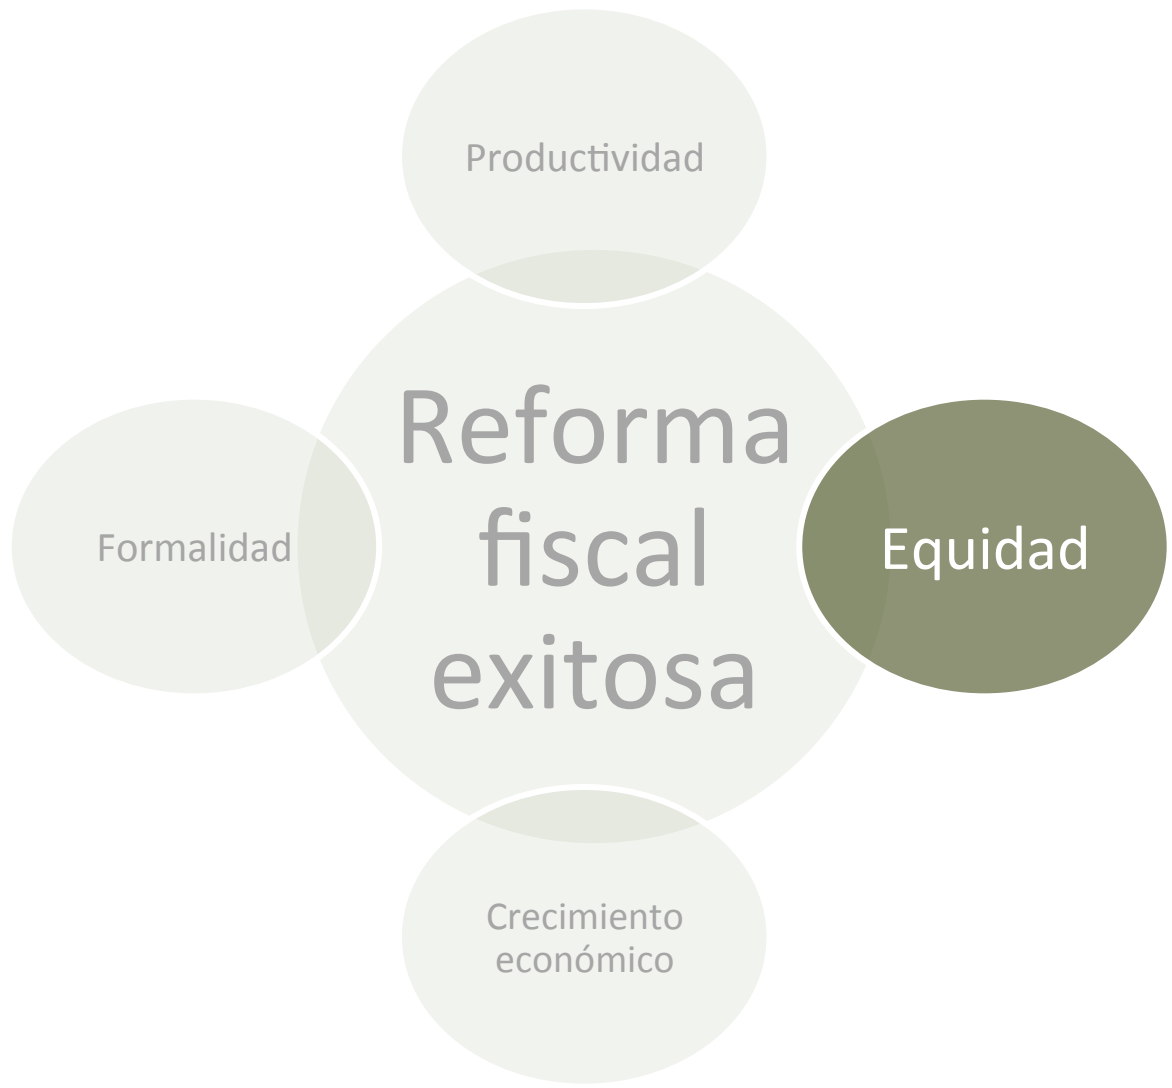 Productividad
Reforma
fiscal
exitosa
Formalidad
Equidad
Crecimiento
económico